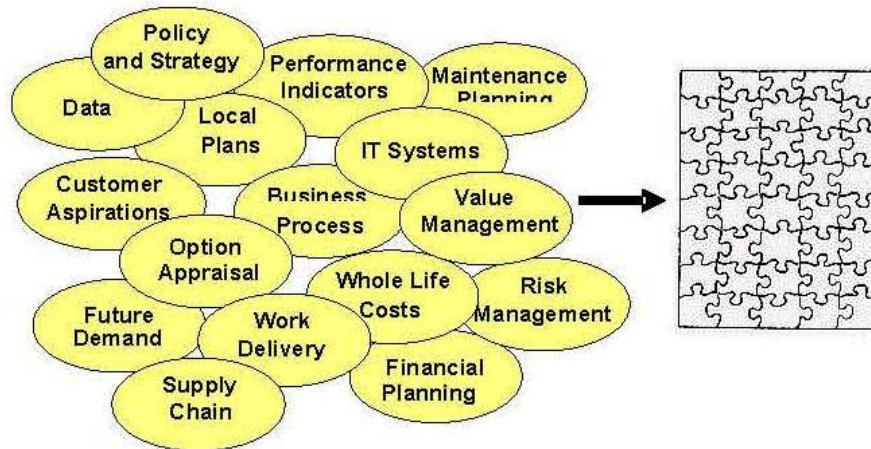 Policy
and Strategy
Performance
Indicators
Maintenance
Planning
Data
Local
Plans
IT Systems
Customer
Aspirations
Business
Process
Value
Management
Option
Appraisal
Whole Life
Costs
Risk
Management
Future
Demand
Work
Delivery
Financial
Planning
Supply
Chain